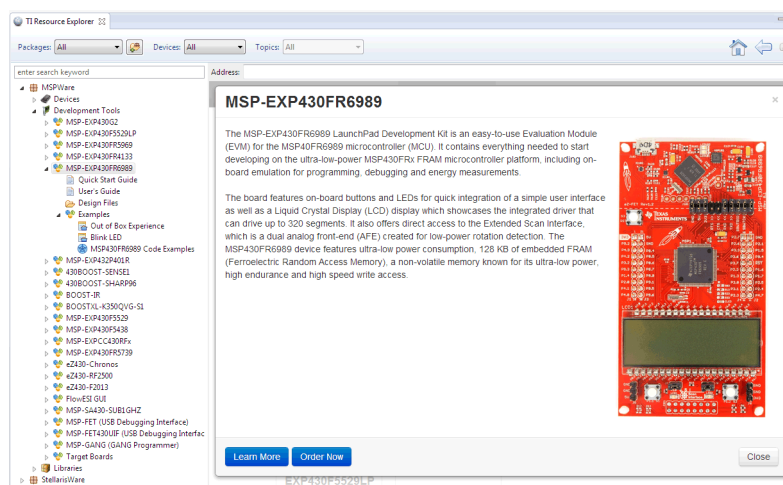 TI Resource Explorer
Packages: All Devices: All Topics: All
enter search keyword
Address:
MSPWare
Devices
Development Tools
MSP-EXP430G2
MSP-EXP430F5529LP
MSP-EXP430FR5969
MSP-EXP430FR4133
MSP-EXP430FR6989
Quick Start Guide
User's Guide
Design Files
Examples
Out of Box Experience
Blink LED
MSP430FR6989 Code Examples
MSP-EXP432P401R
430BOOST-SENSE1
430BOOST-SHARP96
BOOST-IR
BOOSTXL-K350QVG-S1
MSP-EXP430F5529
MSP-EXP430F5438
MSP-EXPCC430RFx
MSP-EXP430FR5739
eZ430-Chronos
eZ430-RF2500
eZ430-F2013
FlowESI GUI
MSP-SA430-SUB1GHZ
MSP-FET (USB Debugging Interface)
MSP-FET430UIF (USB Debugging Interfac
MSP-GANG (GANG Programmer)
Target Boards
Libraries
StellarisWare
MSP-EXP430FR6989
The MSP-EXP430FR6989 LaunchPad Development Kit is an easy-to-use Evaluation Module
(EVM) for the MSP40FR6989 microcontroller (MCU). It contains everything needed to start
developing on the ultra-low-power MSP430FRx FRAM microcontroller platform, including on-
board emulation for programming, debugging and energy measurements.
The board features on-board buttons and LEDs for quick integration of a simple user interface
as well as a Liquid Crystal Display (LCD) display which showcases the integrated driver that
can drive up to 320 segments. It also offers direct access to the Extended Scan Interface,
which is a dual analog front-end (AFE) created for low-power rotation detection. The
MSP430FR6989 device features ultra-low power consumption, 128 KB of embedded FRAM
(Ferroelectric Random Access Memory), a non-volatile memory known for its ultra-low power,
high endurance and high speed write access.
TEXAS
INSTRUMENTS
Learn More Order Now Close
EXP430F5529LP